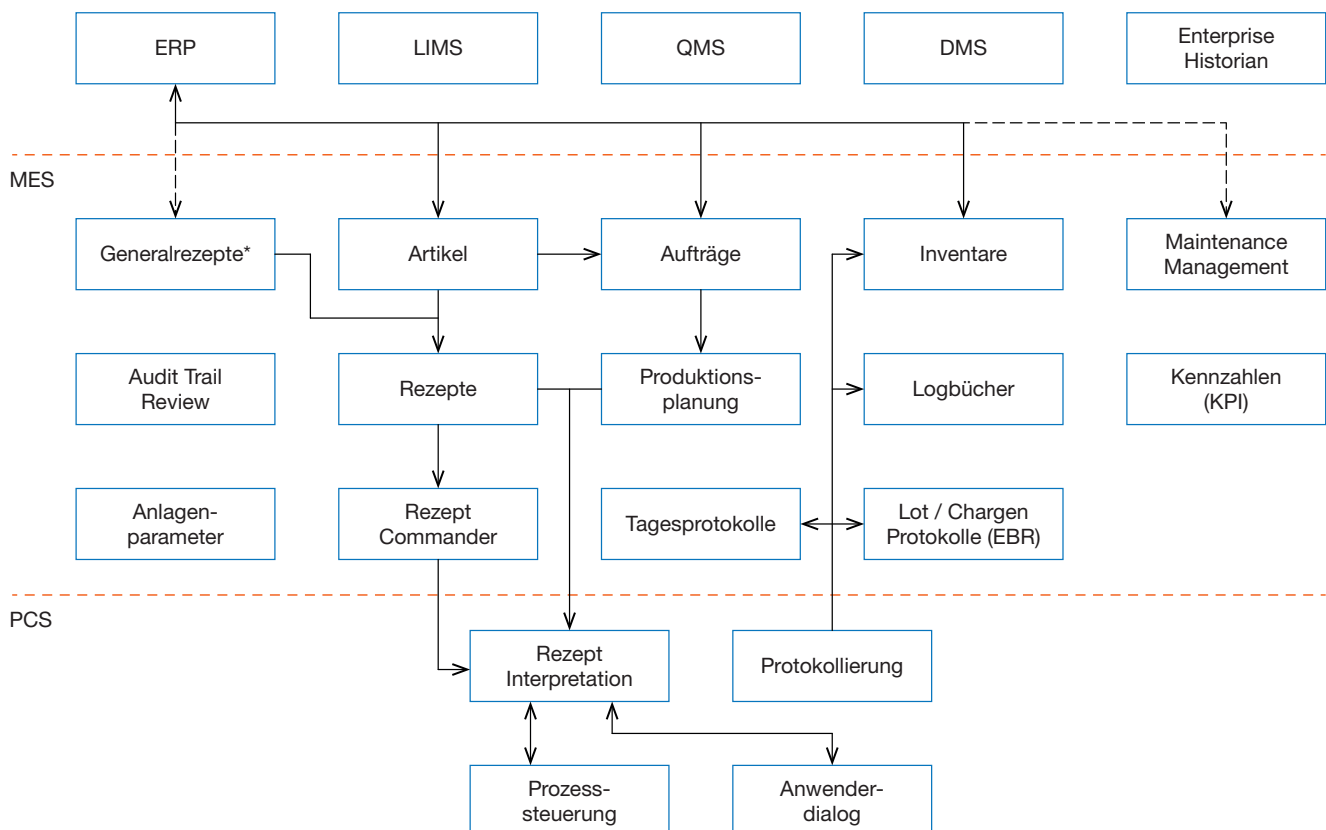 ERP
LIMS
QMS
DMS
Enterprise
Historian
MES
Generalrezepte*
Artikel
Aufträge
Inventare
Maintenance
Management
Audit Trail
Review
Rezepte
Produktions-
planung
Logbücher
Kennzahlen
(KPI)
Anlagen-
parameter
Rezept
Commander
Tagesprotokolle
Lot / Chargen
Protokolle (EBR)
PCS
Rezept
Interpretation
Protokollierung
Prozess-
steuerung
Anwender-
dialog